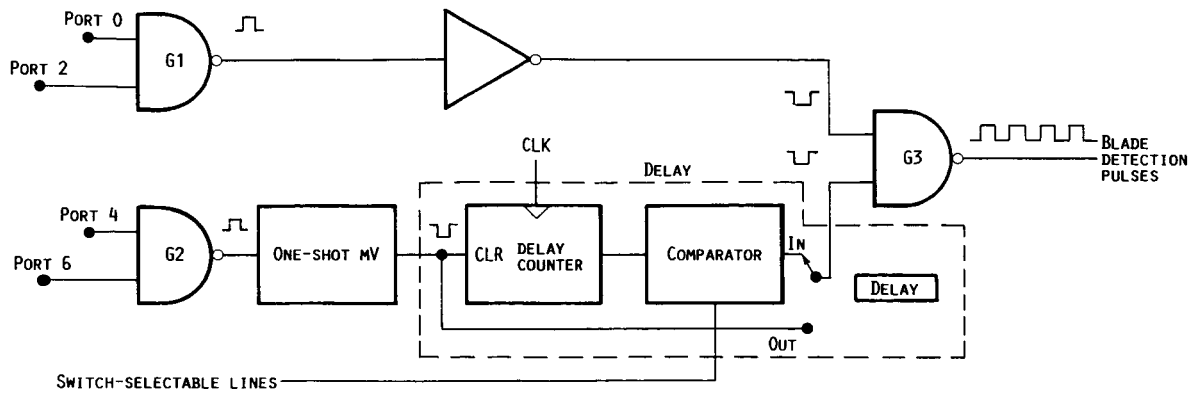 PORT 0
PORT 2
G1
CLK
DELAY
G3
BLADE
DETECTION
PULSES
PORT 4
PORT 6
G2
ONE-SHOT MV
CLR
DELAY
COUNTER
COMPARATOR
IN
DELAY
OUT
SWITCH-SELECTABLE LINES